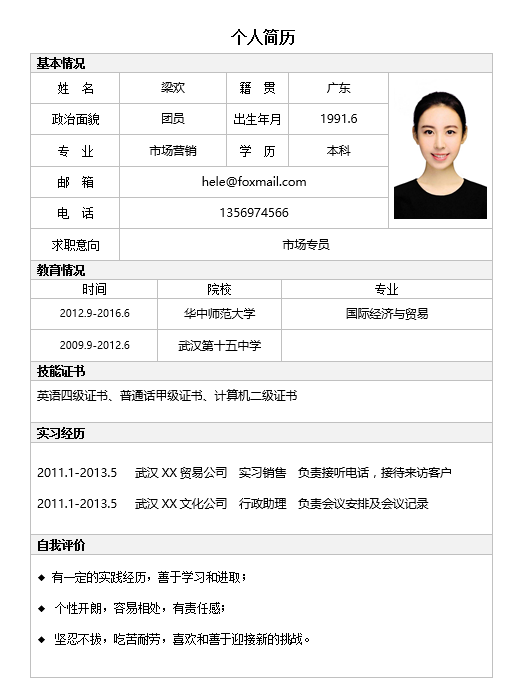 个人简历
基本情况
姓 名 梁欢 籍 贯 广东
政治面貌 团员 出生年月 1991.6
专 业 市场营销 学 历 本科
邮 箱 hele@foxmail.com
电 话 1356974566
求职意向 市场专员
教育情况
时间 院校 专业
2012.9-2016.6 华中师范大学 国际经济与贸易
2009.9-2012.6 武汉第十五中学
技能证书
英语四级证书、普通话甲级证书、计算机二级证书
实习经历
2011.1-2013.5 武汉 XX 贸易公司 实习销售 负责接听电话，接待来访客户
2011.1-2013.5 武汉 XX 文化公司 行政助理 负责会议安排及会议记录
自我评价
◆ 有一定的实践经历，善于学习和进取；
◆ 个性开朗，容易相处，有责任感；
◆ 坚忍不拔，吃苦耐劳，喜欢和善于迎接新的挑战。